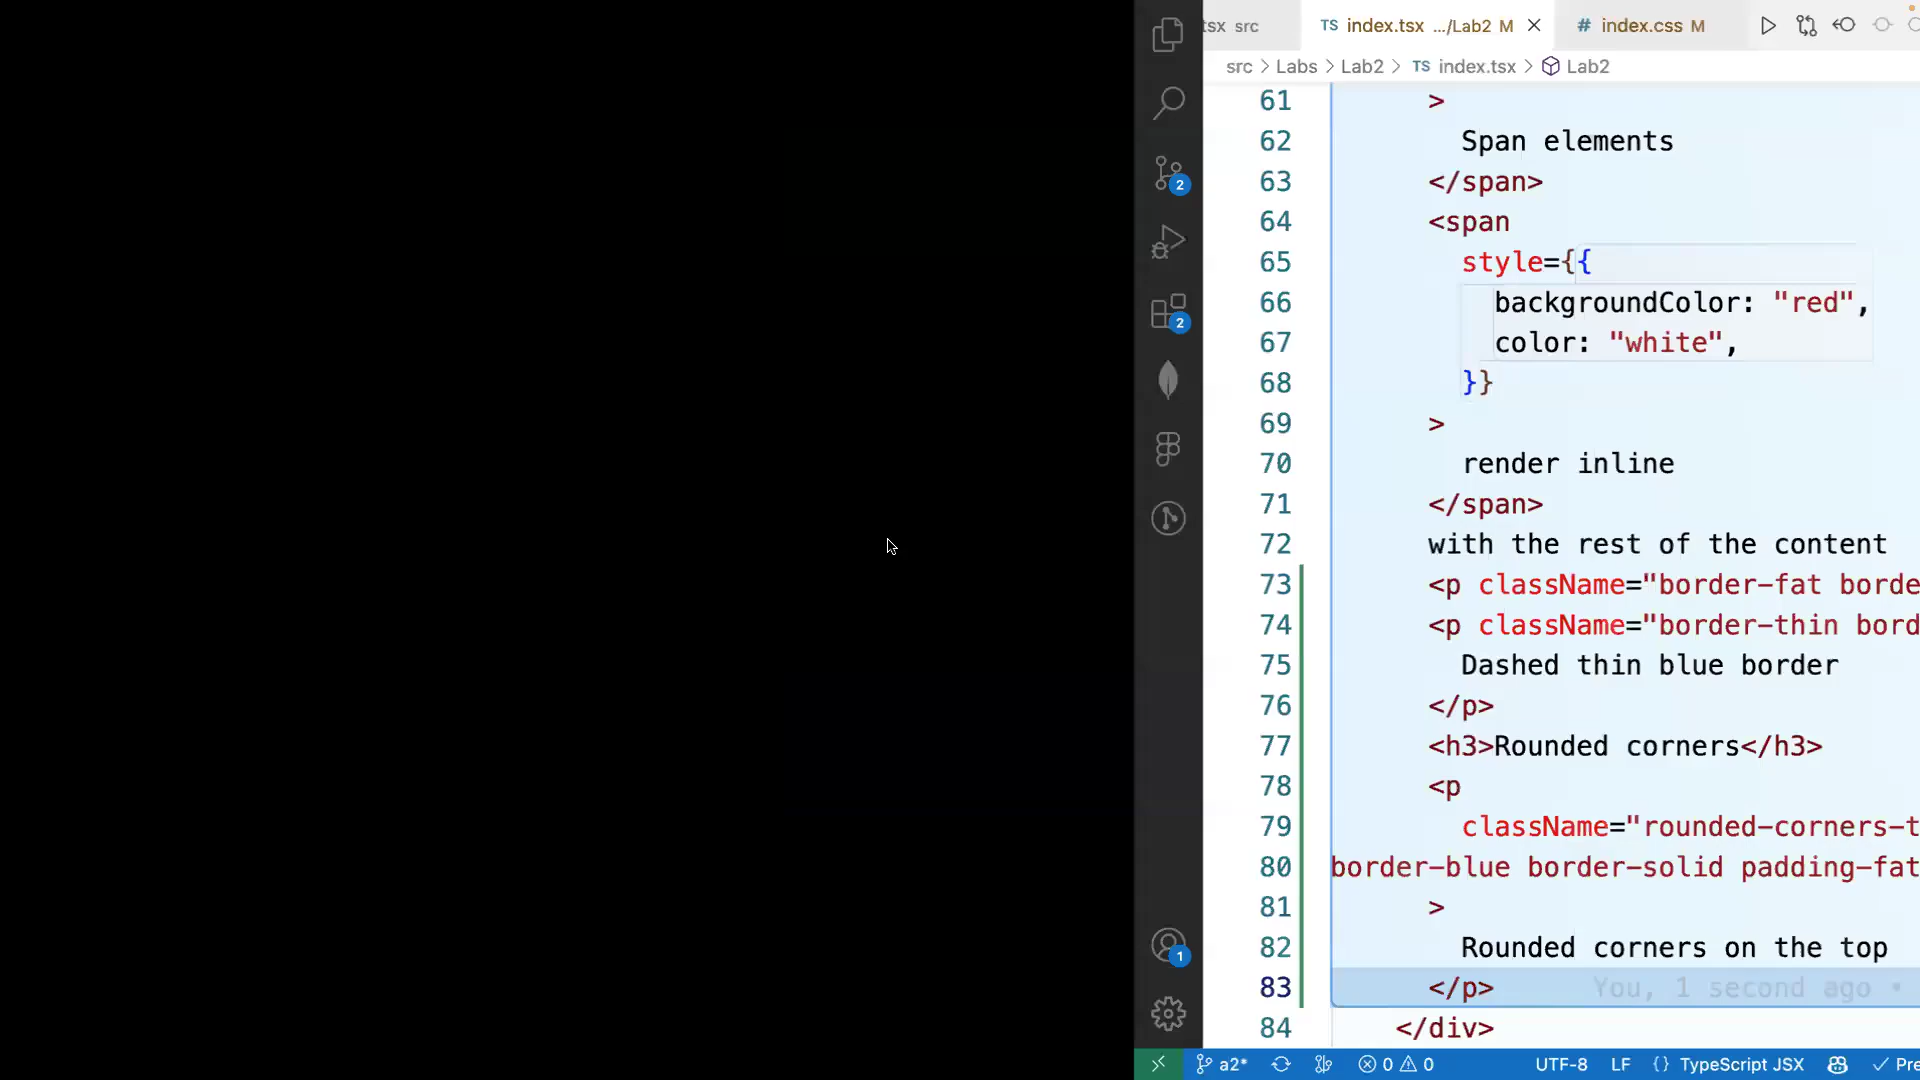 tsx src
TS index.tsx .../Lab2 M
# index.css M
src > Labs > Lab2 > TS index.tsx > Lab2
61 >
62 Span elements
63 </span>
64 <span
65 style={{
66 backgroundColor: "red",
67 color: "white",
68 }}
69 >
70 render inline
71 </span>
72 with the rest of the content
73 <p className="border-fat borde
74 <p className="border-thin bord
75 Dashed thin blue border
76 </p>
77 <h3>Rounded corners</h3>
78 <p
79 className="rounded-corners-t
80 border-blue border-solid padding-fat
81 >
82 Rounded corners on the top
83 </p> You, 1 second ago •
84 </div>
2
2
1
a2* 0 0 UTF-8 LF {} TypeScript JSX Pre